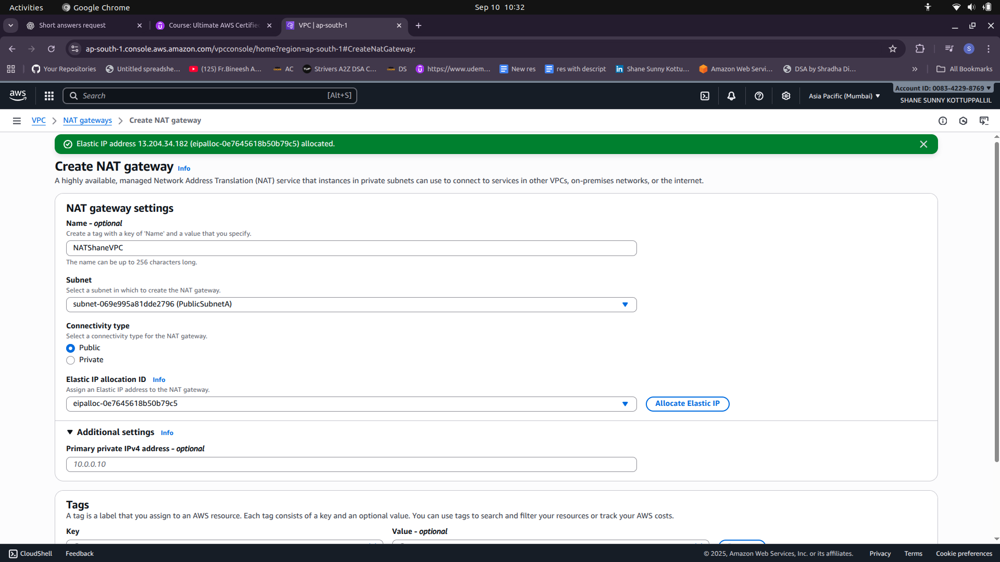 Activities
Google Chrome
Sep 10 10:32
Short answers request
Course: Ultimate AWS Certifie
VPC | ap-south-1
ap-south-1.console.aws.amazon.com/vpcconsole/home?region=ap-south-1#CreateNatGateway:
S
Your Repositories
Untitled spreadshe...
(125) Fr.Bineesh A...
AC
Strivers A2Z DSA C...
DS
https://www.udem...
New res
res with descript
Shane Sunny Kottu...
Amazon Web Servi...
DSA by Shradha Di...
All Bookmarks
aws
Search
[Alt+S]
Asia Pacific (Mumbai)
Account ID: 0083-4229-8769
SHANE SUNNY KOTTUPPALLIL
VPC
NAT gateways
Create NAT gateway
Elastic IP address 13.204.34.182 (eipalloc-0e7645618b50b79c5) allocated.
Create NAT gateway Info
A highly available, managed Network Address Translation (NAT) service that instances in private subnets can use to connect to services in other VPCs, on-premises networks, or the internet.
NAT gateway settings
Name - optional
Create a tag with a key of 'Name' and a value that you specify.
NATShaneVPC
The name can be up to 256 characters long.
Subnet
Select a subnet in which to create the NAT gateway.
subnet-069e995a81dde2796 (PublicSubnetA)
Connectivity type
Select a connectivity type for the NAT gateway.
Public
Private
Elastic IP allocation ID Info
Assign an Elastic IP address to the NAT gateway.
eipalloc-0e7645618b50b79c5
Allocate Elastic IP
Additional settings Info
Primary private IPv4 address - optional
10.0.0.10
Tags
A tag is a label that you assign to an AWS resource. Each tag consists of a key and an optional value. You can use tags to search and filter your resources or track your AWS costs.
Key
Value - optional
CloudShell
Feedback
© 2025, Amazon Web Services, Inc. or its affiliates.
Privacy
Terms
Cookie preferences